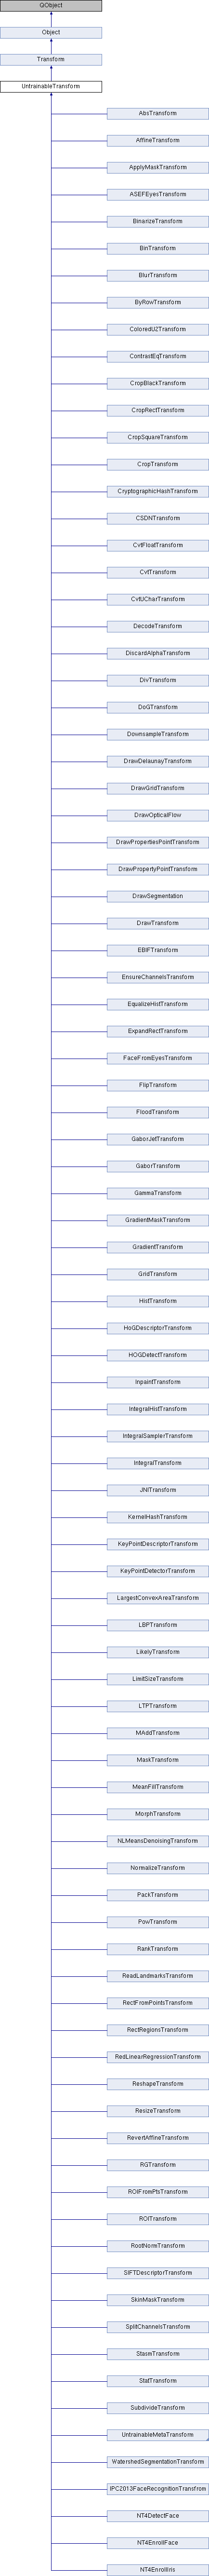 QObject
Object
Transform
UntrainableTransform
AbsTransform
AffineTransform
ApplyMaskTransform
ASEFEyesTransform
BinarizeTransform
BinTransform
BlurTransform
ByRowTransform
ColoredU2Transform
ContrastEqTransform
CropBlackTransform
CropRectTransform
CropSquareTransform
CropTransform
CryptographicHashTransform
CSDNTransform
CvtFloatTransform
CvtTransform
CvtUCharTransform
DecodeTransform
DiscardAlphaTransform
DivTransform
DoGTransform
DownsampleTransform
DrawDelaunayTransform
DrawGridTransform
DrawOpticalFlow
DrawPropertiesPointTransform
DrawPropertyPointTransform
DrawSegmentation
DrawTransform
EBIFTransform
EnsureChannelsTransform
EqualizeHistTransform
ExpandRectTransform
FaceFromEyesTransform
FlipTransform
FloodTransform
GaborJetTransform
GaborTransform
GammaTransform
GradientMaskTransform
GradientTransform
GridTransform
HistTransform
HoGDescriptorTransform
HOGDetectTransform
InpaintTransform
IntegralHistTransform
IntegralSamplerTransform
IntegralTransform
JNITransform
KernelHashTransform
KeyPointDescriptorTransform
KeyPointDetectorTransform
LargestConvexAreaTransform
LBPTransform
LikelyTransform
LimitSizeTransform
LTPTransform
MAddTransform
MaskTransform
MeanFillTransform
MorphTransform
NLMeansDenoisingTransform
NormalizeTransform
PackTransform
PowTransform
RankTransform
ReadLandmarksTransform
RectFromPointsTransform
RectRegionsTransform
RedLinearRegressionTransform
ReshapeTransform
ResizeTransform
RevertAffineTransform
RGTransform
ROIFromPtsTransform
ROITransform
RootNormTransform
SIFTDescriptorTransform
SkinMaskTransform
SplitChannelsTransform
StasmTransform
StatTransform
SubdivideTransform
UntrainableMetaTransform
WatershedSegmentationTransform
IPC2013FaceRecognitionTransfrom
NT4DetectFace
NT4EnrollFace
NT4EnrollIris